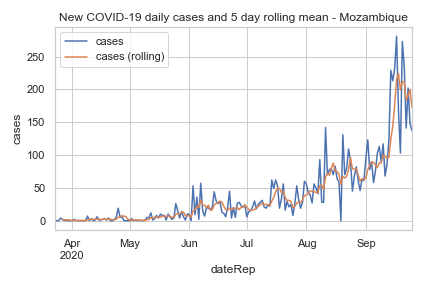 New COVID-19 daily cases and 5 day rolling mean - Mozambique
cases
cases (rolling)
cases
250
200
150
100
50
0
Apr May Jun Jul Aug Sep
2020
dateRep